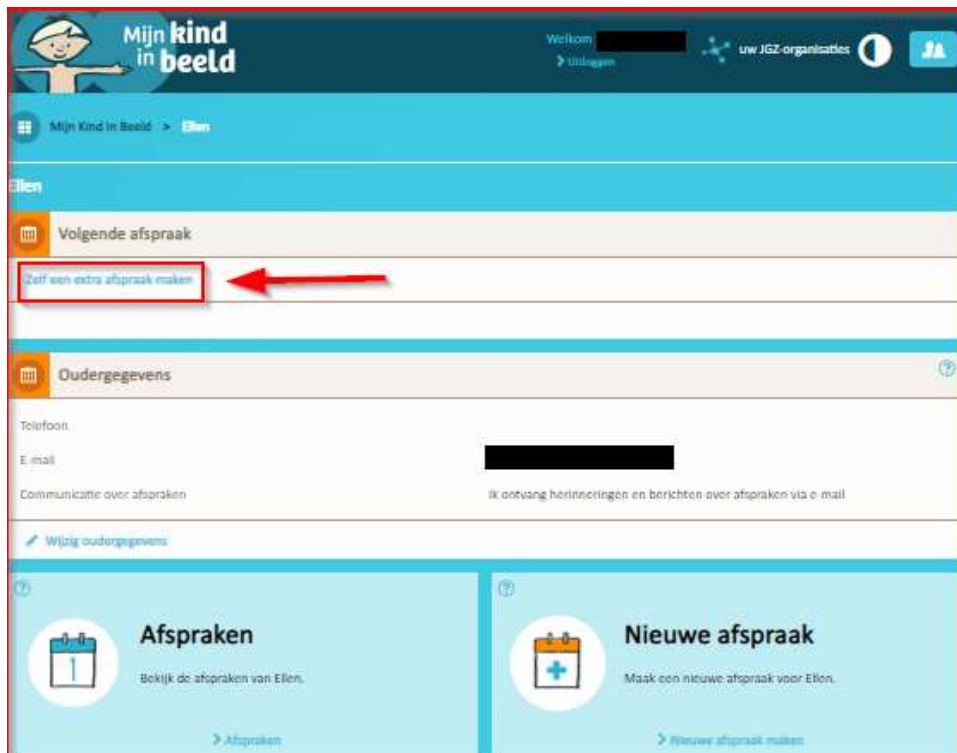 Mijn kind
in beeld
Welkom
> Uitloggen
uw JGZ-organisaties
Mijn Kind in Beeld > Ellen
Ellen
Volgende afspraak
Zelf een extra afspraak maken
Oudergegevens
?
Telefoon
E-mail
Communicatie over afspraken
Ik ontvang herinneringen en berichten over afspraken via e-mail
Wijzig oudergegevens
?
1
Afspraken
Bekijk de afspraken van Ellen.
> Afspraken
?
Nieuwe afspraak
Maak een nieuwe afspraak voor Ellen.
> Nieuwe afspraak maken